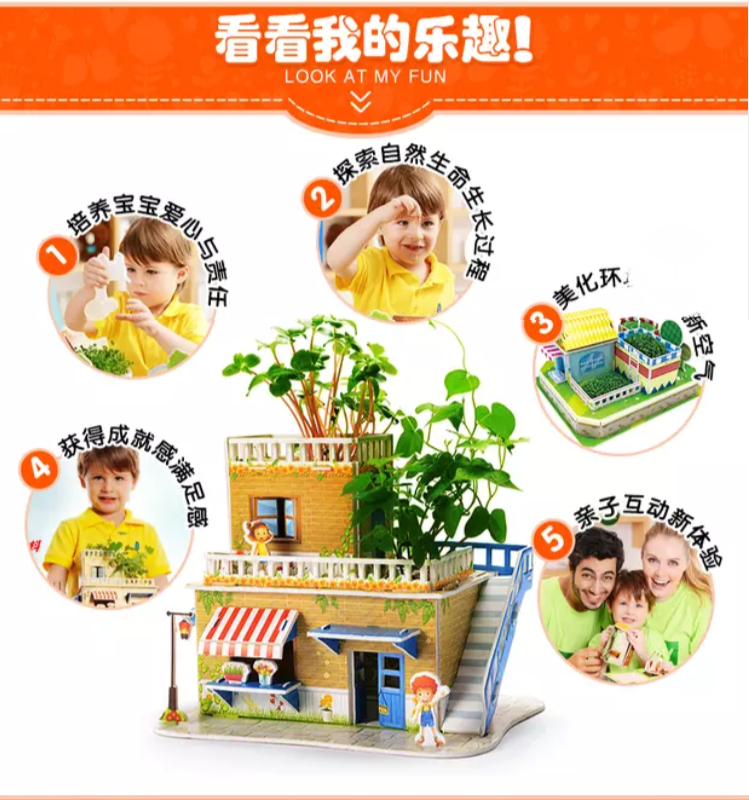 看看我的乐趣!
LOOK AT MY FUN
1 培养宝宝爱心与责任
2 探索自然生命生长过程
3 美化环 新空气
4 获得成就感满足感
5 亲子互动新体验
料